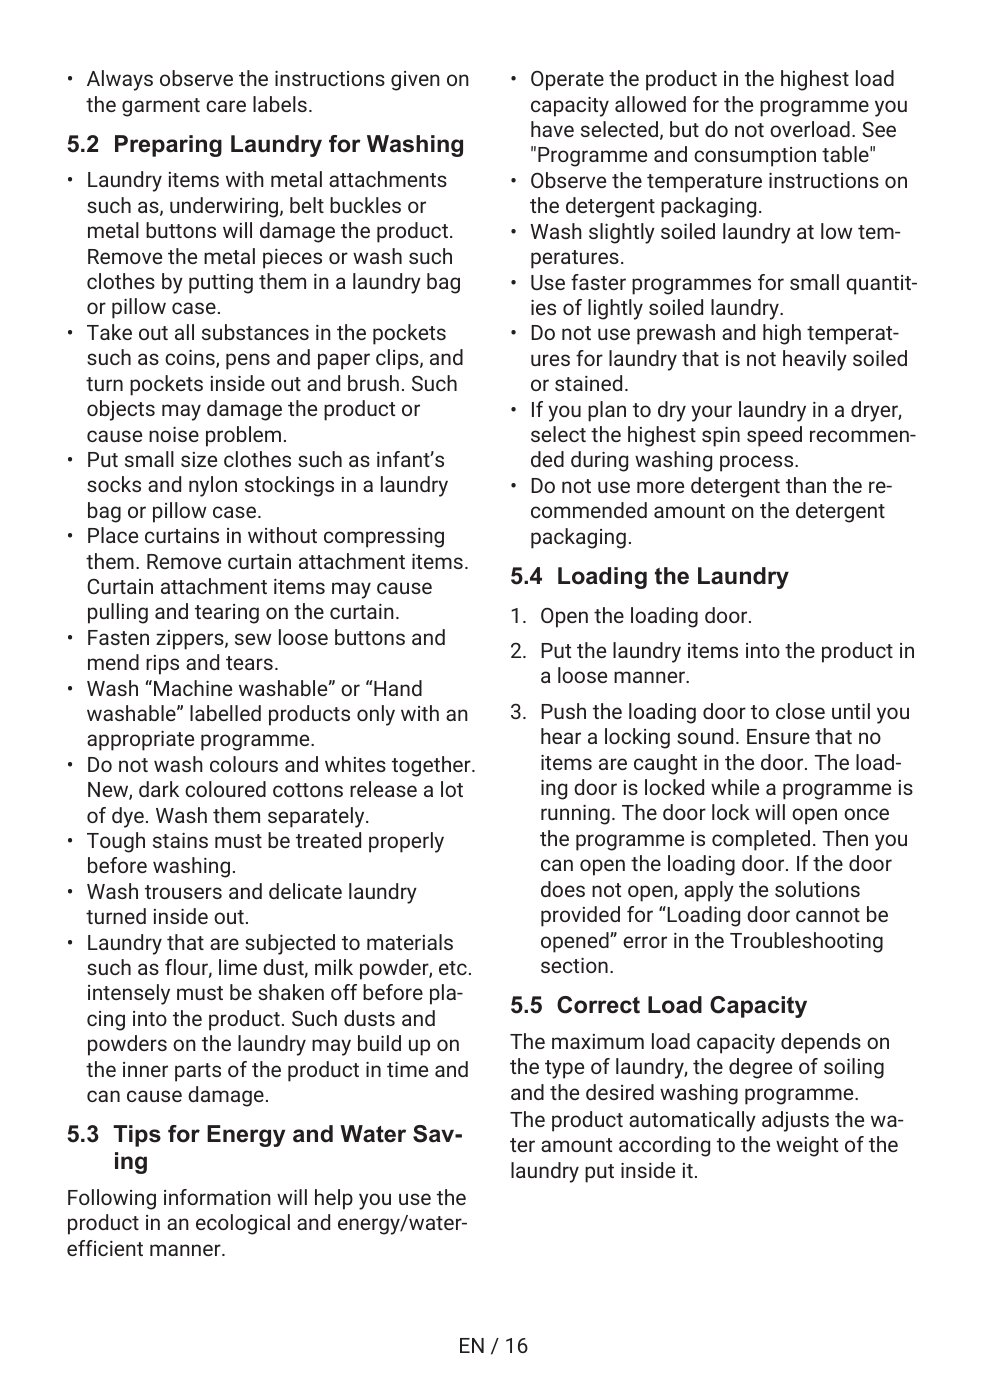 • Always observe the instructions given on
the garment care labels.
5.2 Preparing Laundry for Washing
• Laundry items with metal attachments
such as, underwiring, belt buckles or
metal buttons will damage the product.
Remove the metal pieces or wash such
clothes by putting them in a laundry bag
or pillow case.
• Take out all substances in the pockets
such as coins, pens and paper clips, and
turn pockets inside out and brush. Such
objects may damage the product or
cause noise problem.
• Put small size clothes such as infant’s
socks and nylon stockings in a laundry
bag or pillow case.
• Place curtains in without compressing
them. Remove curtain attachment items.
Curtain attachment items may cause
pulling and tearing on the curtain.
• Fasten zippers, sew loose buttons and
mend rips and tears.
• Wash “Machine washable” or “Hand
washable” labelled products only with an
appropriate programme.
• Do not wash colours and whites together.
New, dark coloured cottons release a lot
of dye. Wash them separately.
• Tough stains must be treated properly
before washing.
• Wash trousers and delicate laundry
turned inside out.
• Laundry that are subjected to materials
such as flour, lime dust, milk powder, etc.
intensely must be shaken off before pla-
cing into the product. Such dusts and
powders on the laundry may build up on
the inner parts of the product in time and
can cause damage.
5.3 Tips for Energy and Water Sav-
ing
Following information will help you use the
product in an ecological and energy/water-
efficient manner.
• Operate the product in the highest load
capacity allowed for the programme you
have selected, but do not overload. See
"Programme and consumption table"
• Observe the temperature instructions on
the detergent packaging.
• Wash slightly soiled laundry at low tem-
peratures.
• Use faster programmes for small quantit-
ies of lightly soiled laundry.
• Do not use prewash and high temperat-
ures for laundry that is not heavily soiled
or stained.
• If you plan to dry your laundry in a dryer,
select the highest spin speed recommen-
ded during washing process.
• Do not use more detergent than the re-
commended amount on the detergent
packaging.
5.4 Loading the Laundry
1. Open the loading door.
2. Put the laundry items into the product in
a loose manner.
3. Push the loading door to close until you
hear a locking sound. Ensure that no
items are caught in the door. The load-
ing door is locked while a programme is
running. The door lock will open once
the programme is completed. Then you
can open the loading door. If the door
does not open, apply the solutions
provided for “Loading door cannot be
opened” error in the Troubleshooting
section.
5.5 Correct Load Capacity
The maximum load capacity depends on
the type of laundry, the degree of soiling
and the desired washing programme.
The product automatically adjusts the wa-
ter amount according to the weight of the
laundry put inside it.
EN / 16